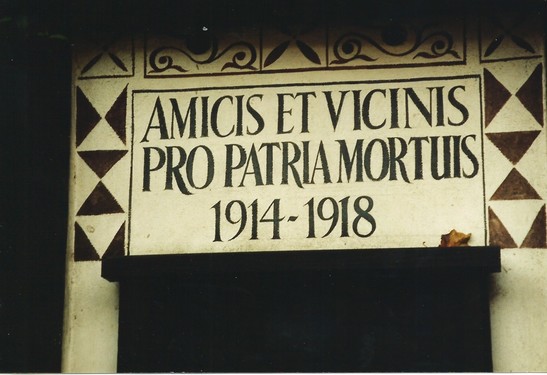 AMICIS ET VICINIS
PRO PATRIA MORTUIS
1914-1918